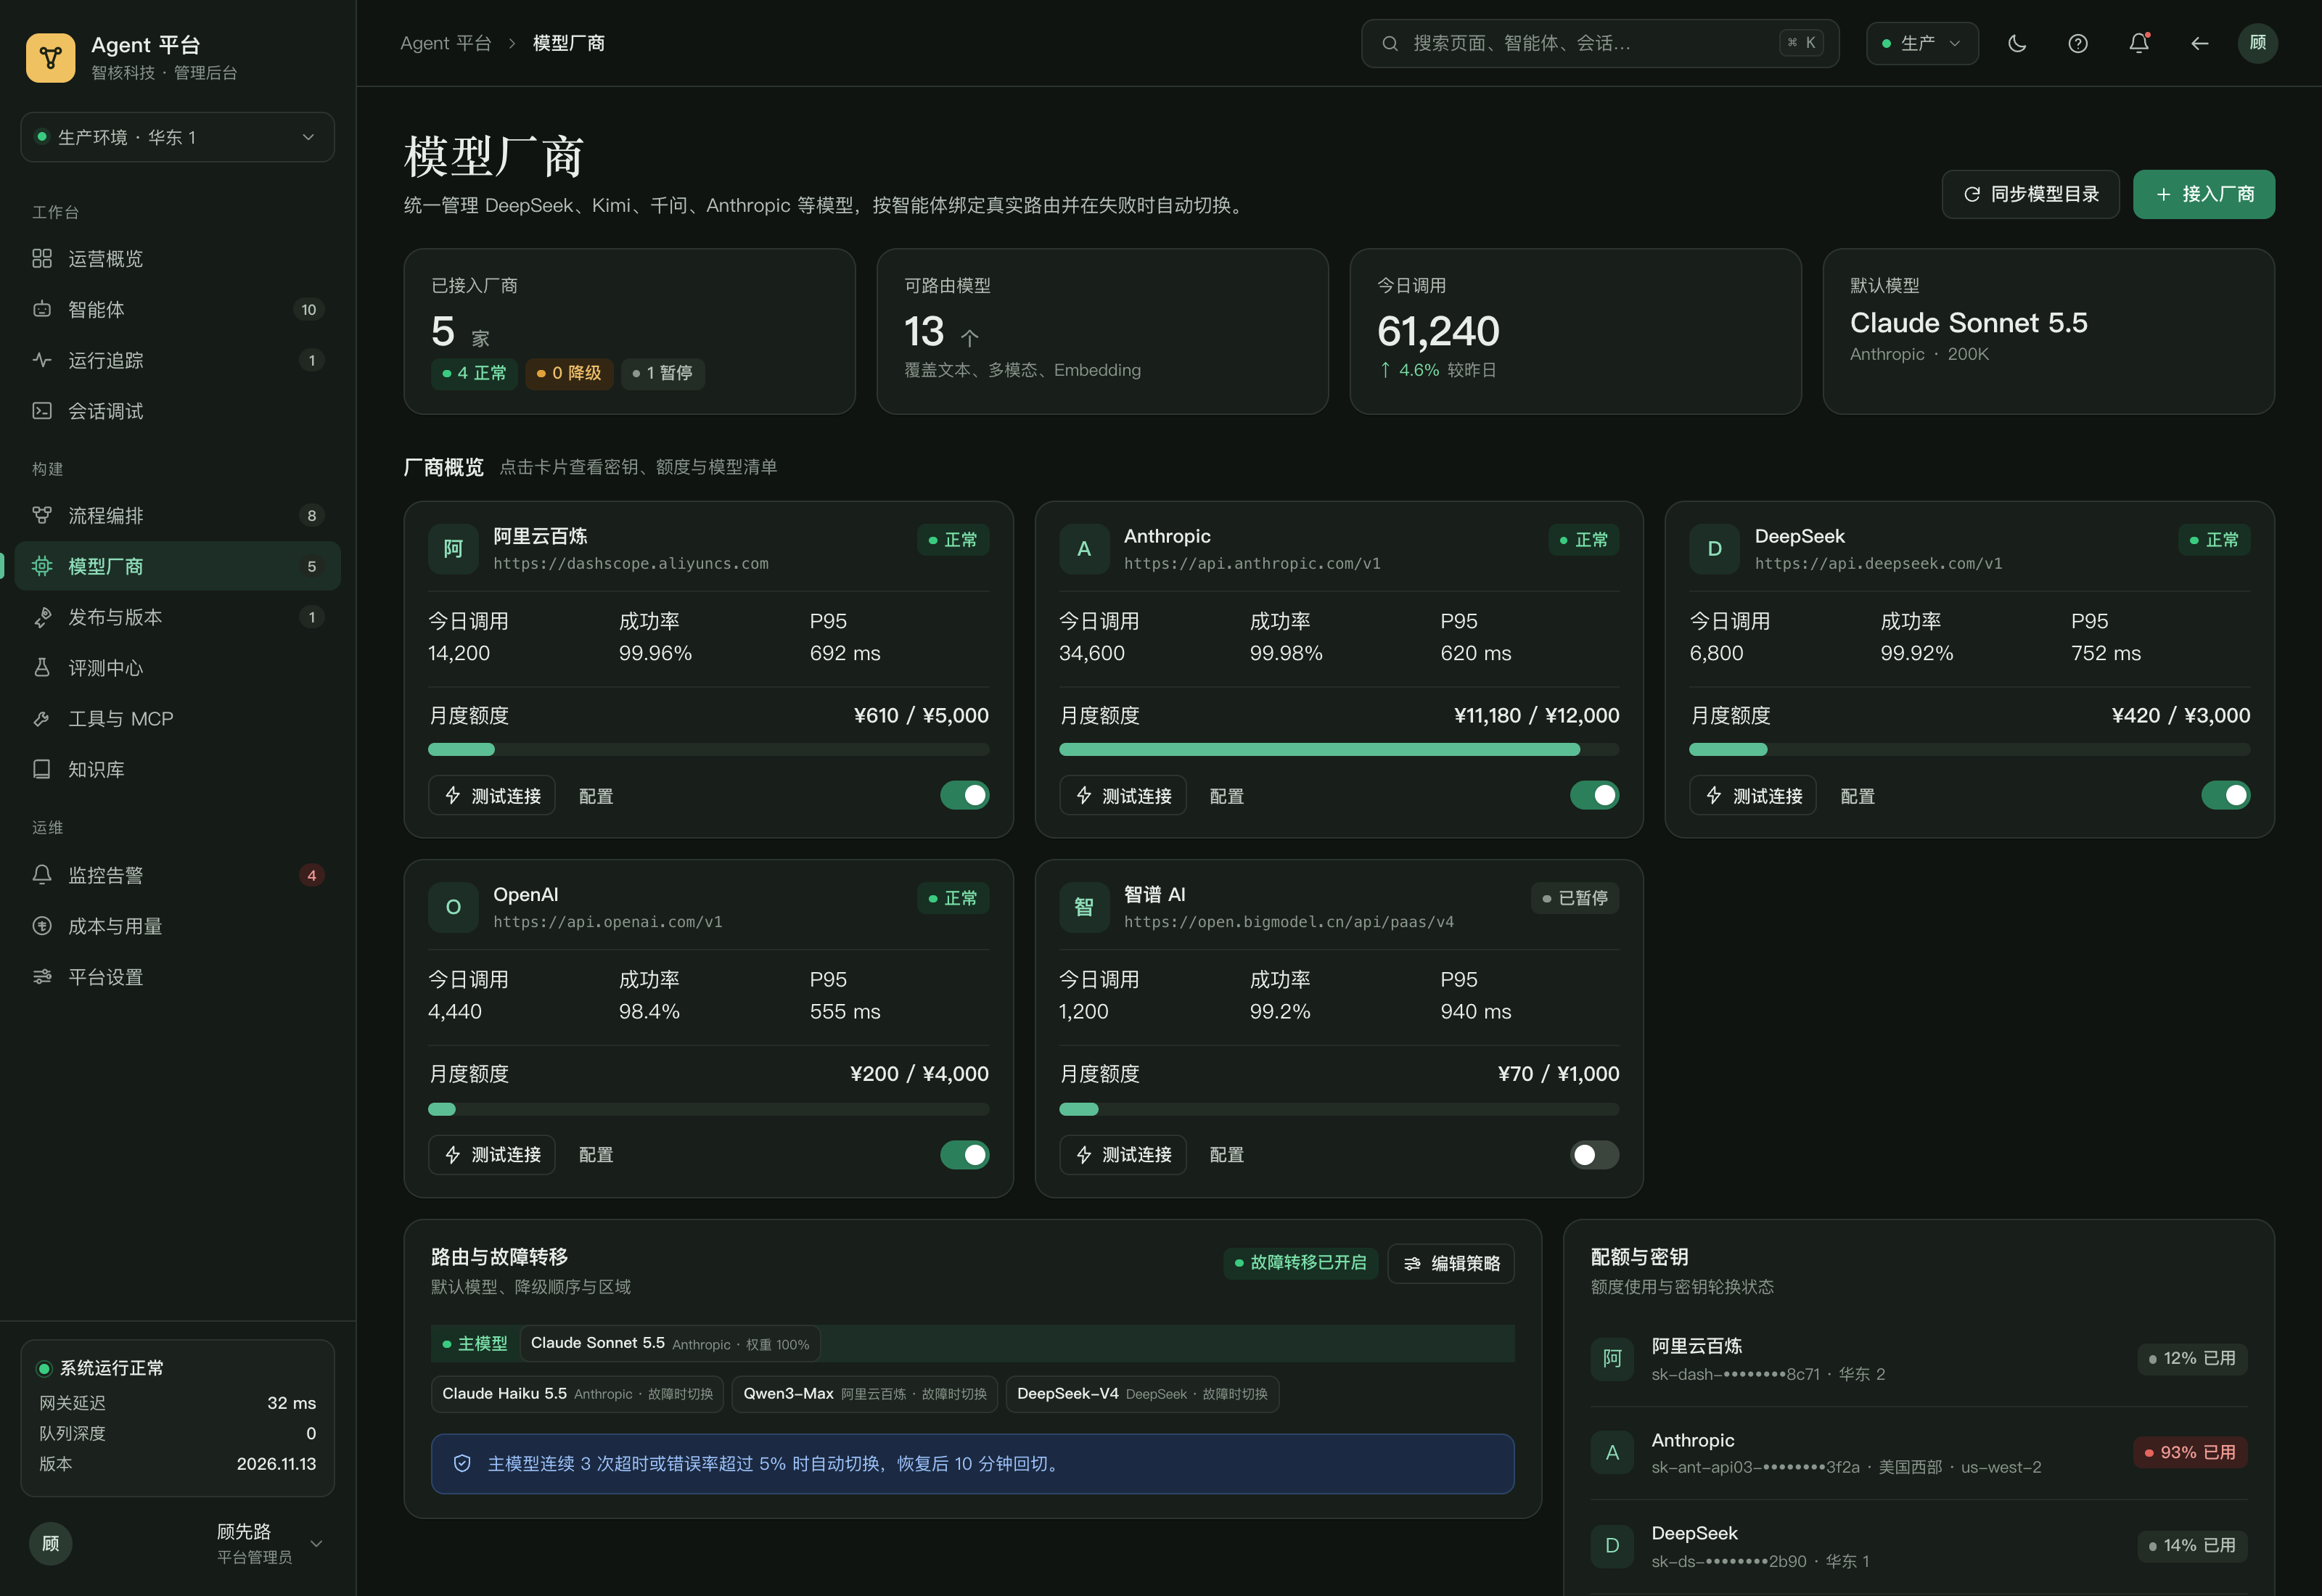 Agent 平台
智核科技 · 管理后台
生产环境 · 华东 1
工作台
运营概览
智能体 10
运行追踪 1
会话调试
构建
流程编排 8
模型厂商 5
发布与版本 1
评测中心
工具与 MCP
知识库
运维
监控告警 4
成本与用量
平台设置
系统运行正常
网关延迟 32 ms
队列深度 0
版本 2026.11.13
顾
顾先路
平台管理员
Agent 平台 > 模型厂商
搜索页面、智能体、会话... ⌘ K
生产
顾
模型厂商
统一管理 DeepSeek、Kimi、千问、Anthropic 等模型，按智能体绑定真实路由并在失败时自动切换。
同步模型目录
接入厂商
已接入厂商
5 家
4 正常 0 降级 1 暂停
可路由模型
13 个
覆盖文本、多模态、Embedding
今日调用
61,240
↑ 4.6% 较昨日
默认模型
Claude Sonnet 5.5
Anthropic · 200K
厂商概览 点击卡片查看密钥、额度与模型清单
阿
阿里云百炼
正常
https://dashscope.aliyuncs.com
今日调用 成功率 P95
14,200 99.96% 692 ms
月度额度 ¥610 / ¥5,000
测试连接 配置
A
Anthropic
正常
https://api.anthropic.com/v1
今日调用 成功率 P95
34,600 99.98% 620 ms
月度额度 ¥11,180 / ¥12,000
测试连接 配置
D
DeepSeek
正常
https://api.deepseek.com/v1
今日调用 成功率 P95
6,800 99.92% 752 ms
月度额度 ¥420 / ¥3,000
测试连接 配置
O
OpenAI
正常
https://api.openai.com/v1
今日调用 成功率 P95
4,440 98.4% 555 ms
月度额度 ¥200 / ¥4,000
测试连接 配置
智
智谱 AI
已暂停
https://open.bigmodel.cn/api/paas/v4
今日调用 成功率 P95
1,200 99.2% 940 ms
月度额度 ¥70 / ¥1,000
测试连接 配置
路由与故障转移
默认模型、降级顺序与区域
故障转移已开启
编辑策略
主模型 Claude Sonnet 5.5 Anthropic · 权重 100%
Claude Haiku 5.5 Anthropic · 故障时切换 Qwen3-Max 阿里云百炼 · 故障时切换 DeepSeek-V4 DeepSeek · 故障时切换
主模型连续 3 次超时或错误率超过 5% 时自动切换，恢复后 10 分钟回切。
配额与密钥
额度使用与密钥轮换状态
阿
阿里云百炼
sk-dash-••••••••8c71 · 华东 2
12% 已用
A
Anthropic
sk-ant-api03-••••••••3f2a · 美国西部 · us-west-2
93% 已用
D
DeepSeek
sk-ds-••••••••2b90 · 华东 1
14% 已用